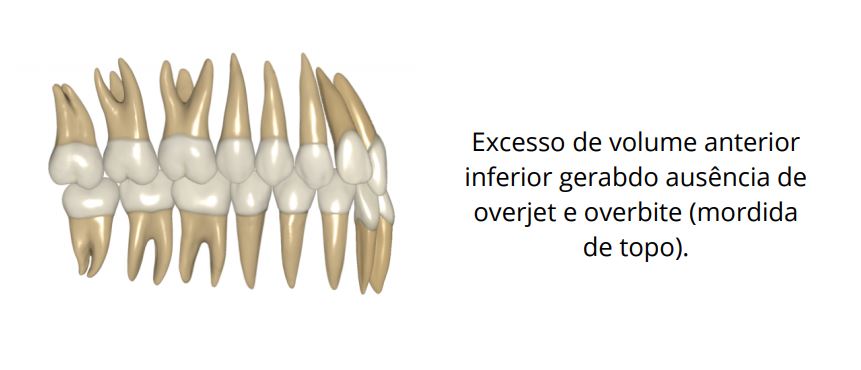 Excesso de volume anterior
inferior gerabdo ausência de
overjet e overbite (mordida
de topo).